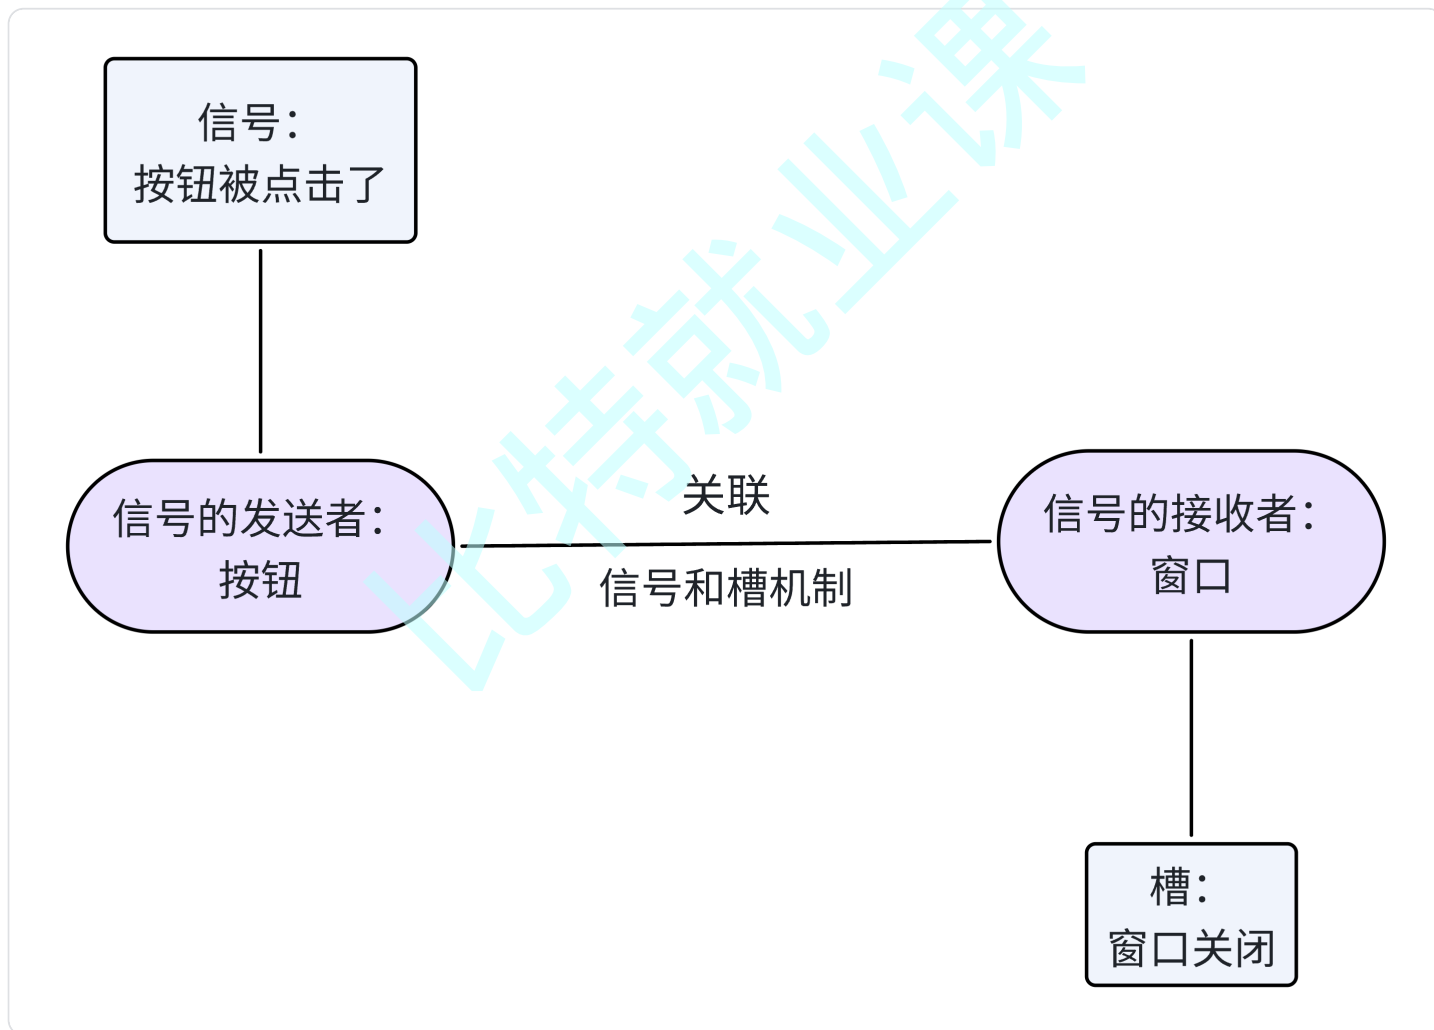 信号：
按钮被点击了
信号的发送者：
按钮
关联
信号和槽机制
信号的接收者：
窗口
槽：
窗口关闭
比特就业课